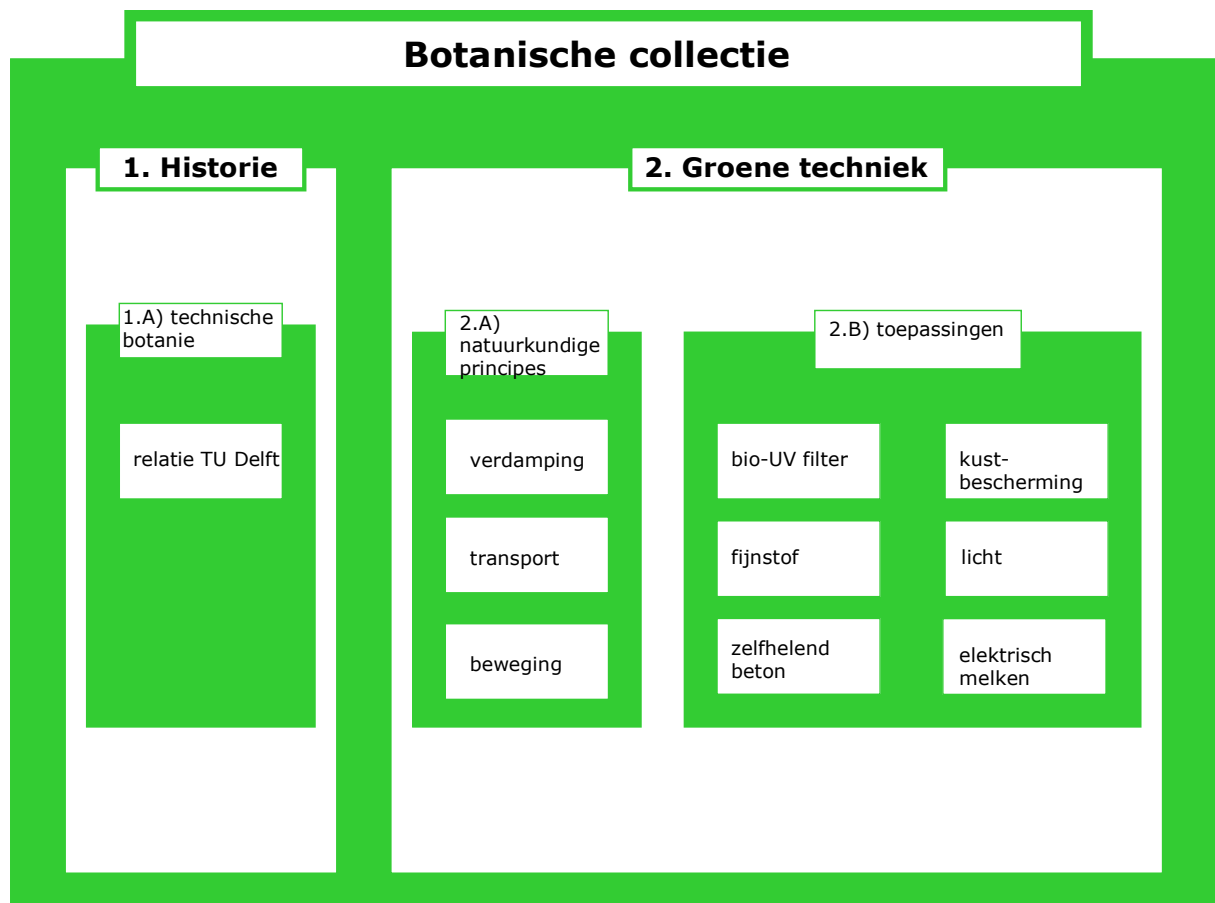 Botanische collectie
1. Historie
1.A) technische
botanie
relatie TU Delft
2. Groene techniek
2.A)
natuurkundige
principes
verdamping
transport
beweging
2.B) toepassingen
bio-UV filter
kust-
bescherming
fijnstof
licht
zelfhelend
beton
elektrisch
melken